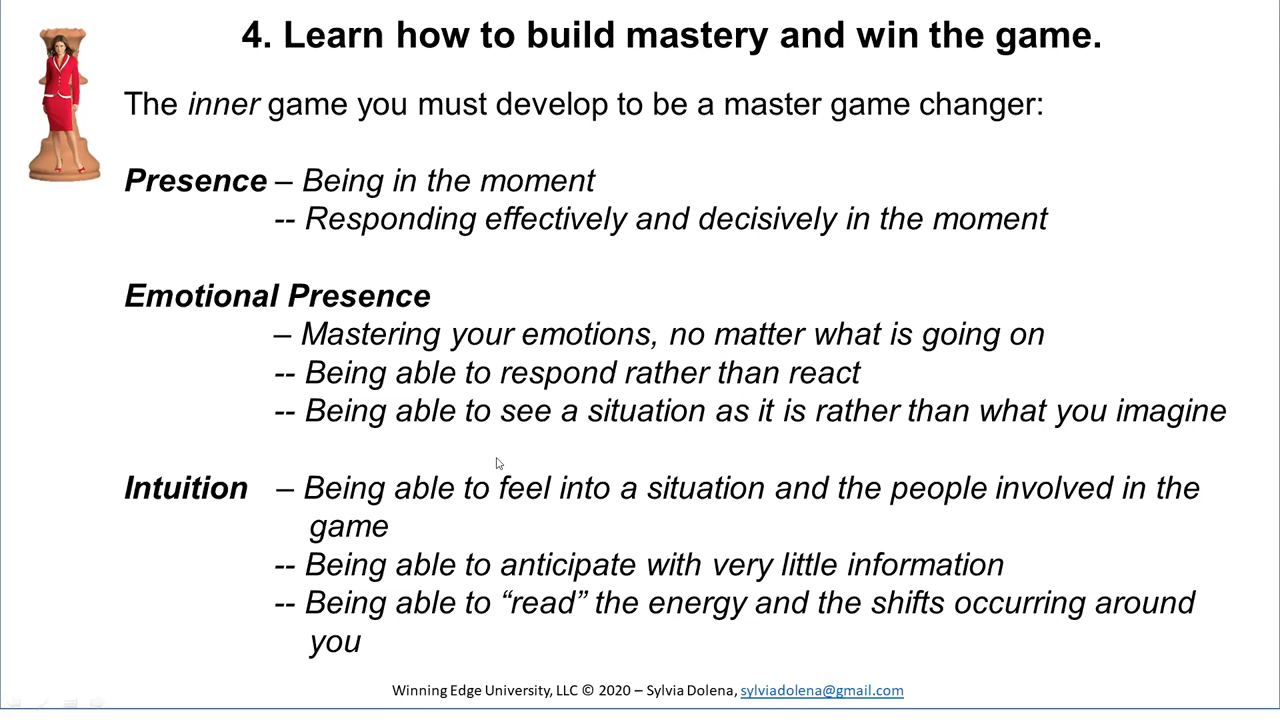 4. Learn how to build mastery and win the game.
The inner game you must develop to be a master game changer:
Presence – Being in the moment
-- Responding effectively and decisively in the moment
Emotional Presence
– Mastering your emotions, no matter what is going on
-- Being able to respond rather than react
-- Being able to see a situation as it is rather than what you imagine
Intuition – Being able to feel into a situation and the people involved in the
game
-- Being able to anticipate with very little information
-- Being able to “read” the energy and the shifts occurring around
you
Winning Edge University, LLC © 2020 – Sylvia Dolena, sylviadolena@gmail.com